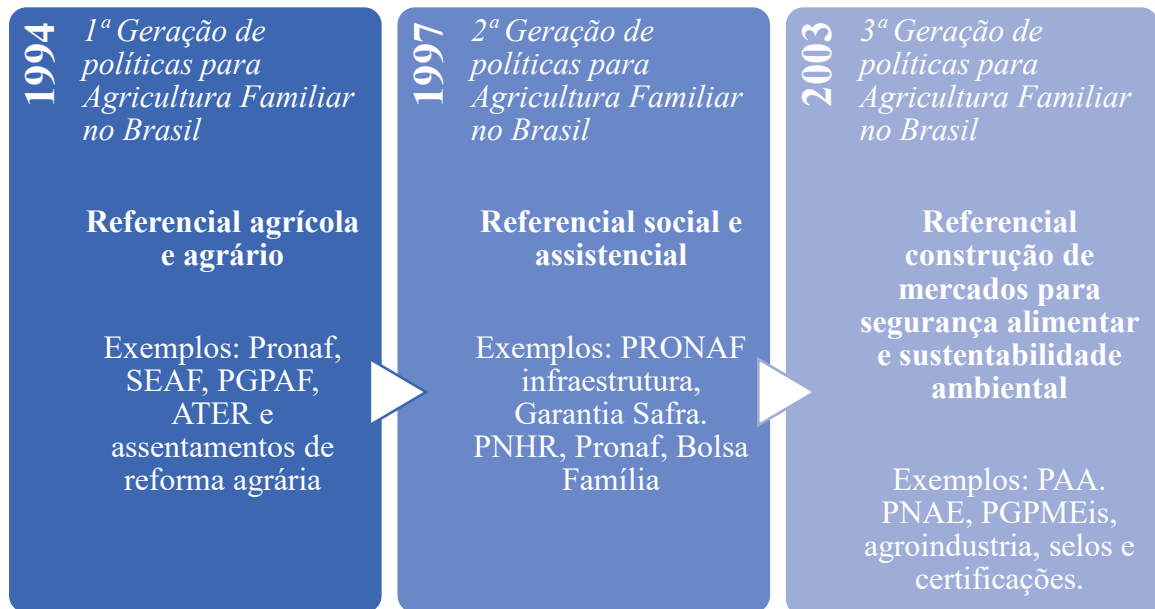 1994
1ª Geração de
políticas para
Agricultura Familiar
no Brasil
Referencial agrícola
e agrário
Exemplos: Pronaf,
SEAF, PGPAF,
ATER e
assentamentos de
reforma agrária
1997
2ª Geração de
políticas para
Agricultura Familiar
no Brasil
Referencial social e
assistencial
Exemplos: PRONAF
infraestrutura,
Garantia Safra.
PNHR, Pronaf, Bolsa
Família
2003
3ª Geração de
políticas para
Agricultura Familiar
no Brasil
Referencial
construção de
mercados para
segurança alimentar
e sustentabilidade
ambiental
Exemplos: PAA.
PNAE, PGPMEis,
agroindustria, selos e
certificações.